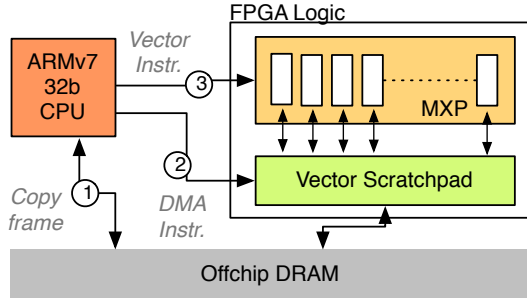 FPGA Logic
ARMv7
32b
CPU
Vector
Instr.
3
MXP
2
Vector Scratchpad
1
Copy
frame
DMA
Instr.
Offchip DRAM